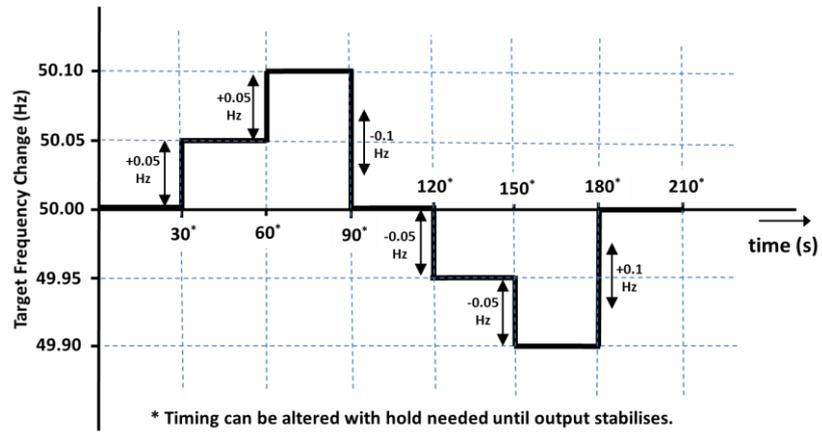 Target Frequency Change (Hz)
50.10
50.05
50.00
49.95
49.90
+0.05
Hz
+0.05
Hz
-0.1
Hz
30*
60*
90*
120*
150*
180*
210*
-0.05
Hz
-0.05
Hz
+0.1
Hz
time (s)
* Timing can be altered with hold needed until output stabilises.